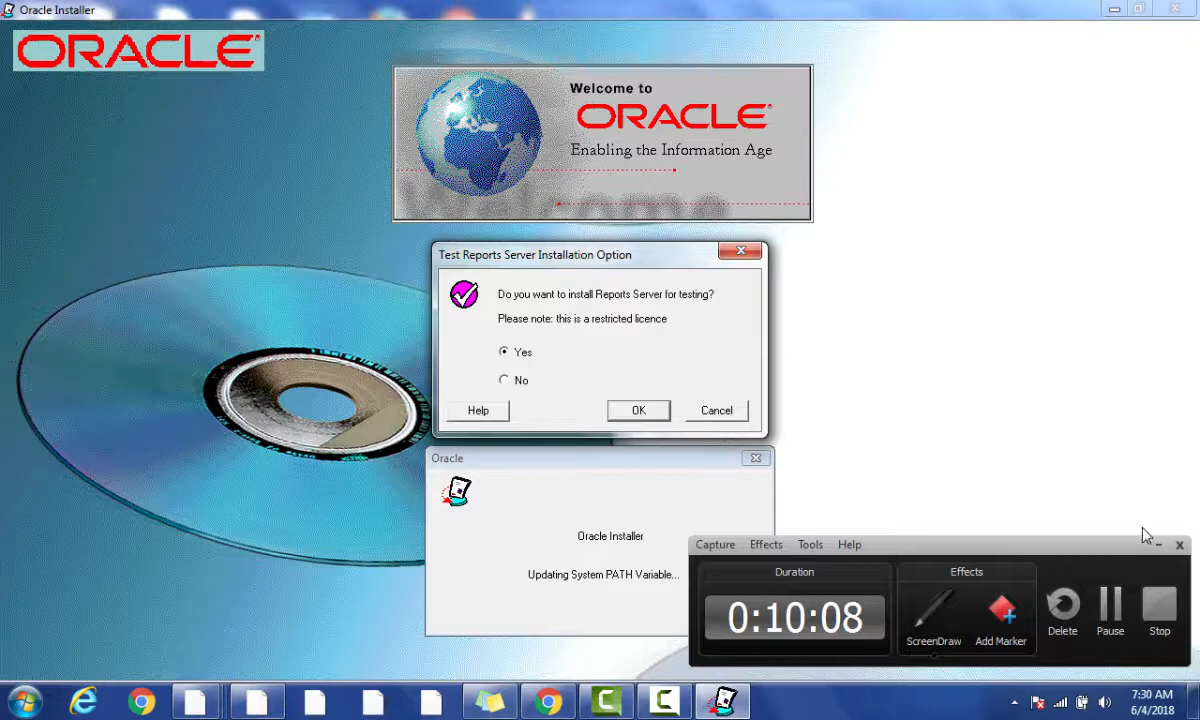 Oracle Installer
ORACLE®
Welcome to
ORACLE®
Enabling the Information Age
Welcome
Test Reports Server Installation Option
Do you want to install Reports Server for testing?
Please note: this is a restricted licence
Yes
No
Help
OK
Cancel
Oracle
Oracle Installer
Updating System PATH Variable...
Capture
Effects
Tools
Help
Duration
Effects
0:10:08
ScreenDraw
Add Marker
Delete
Pause
Stop
7:30 AM
6/4/2018